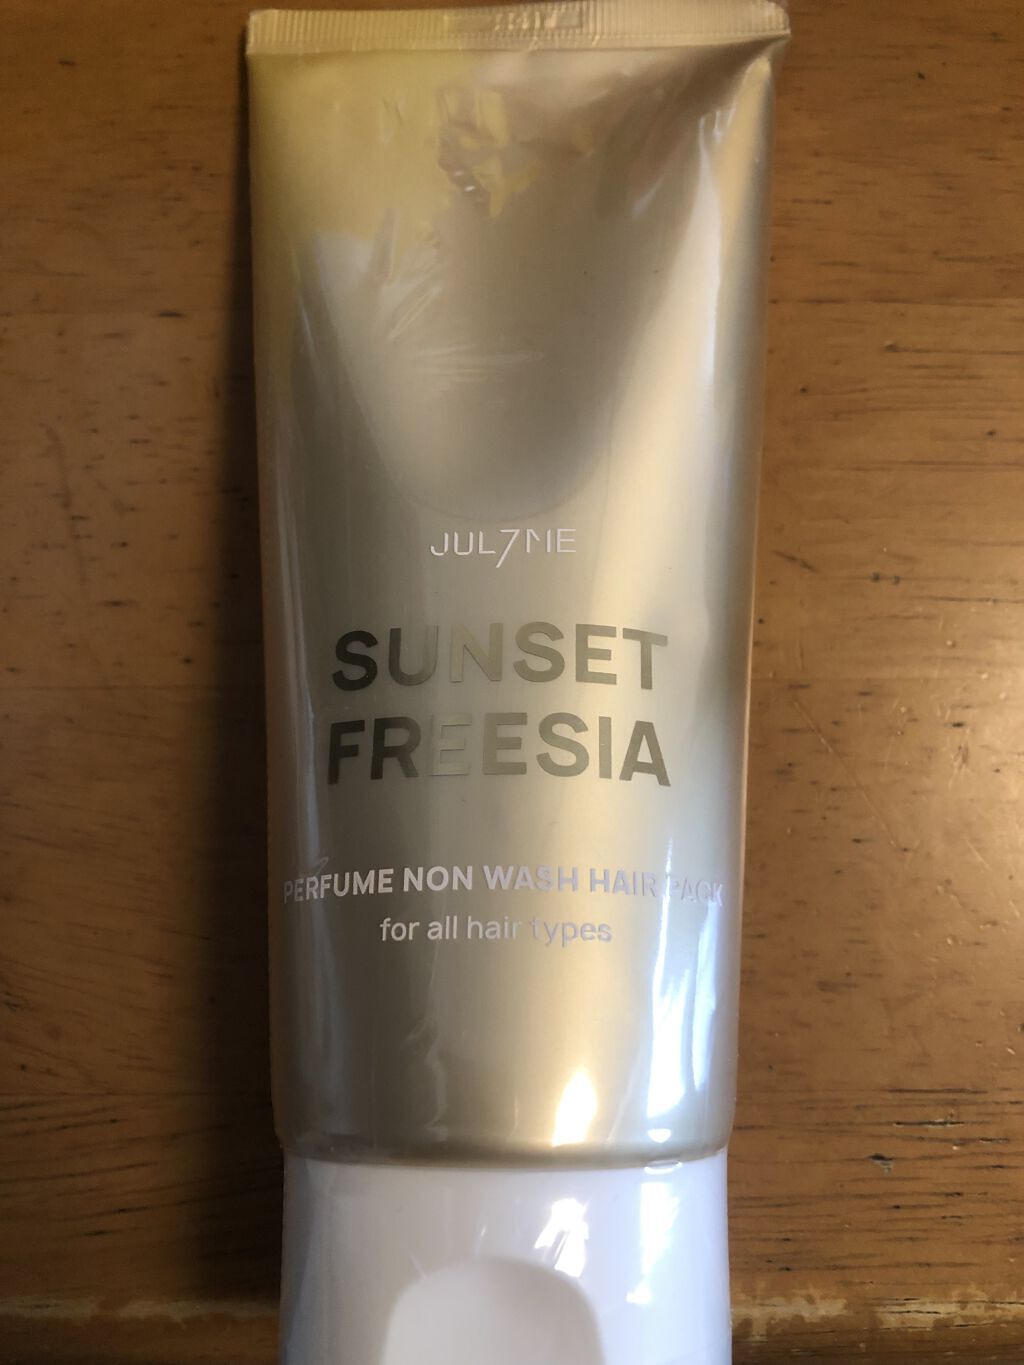 JUL7ME
SUNSET
FREESIA
PERFUME NON WASH HAIR PACK
for all hair types